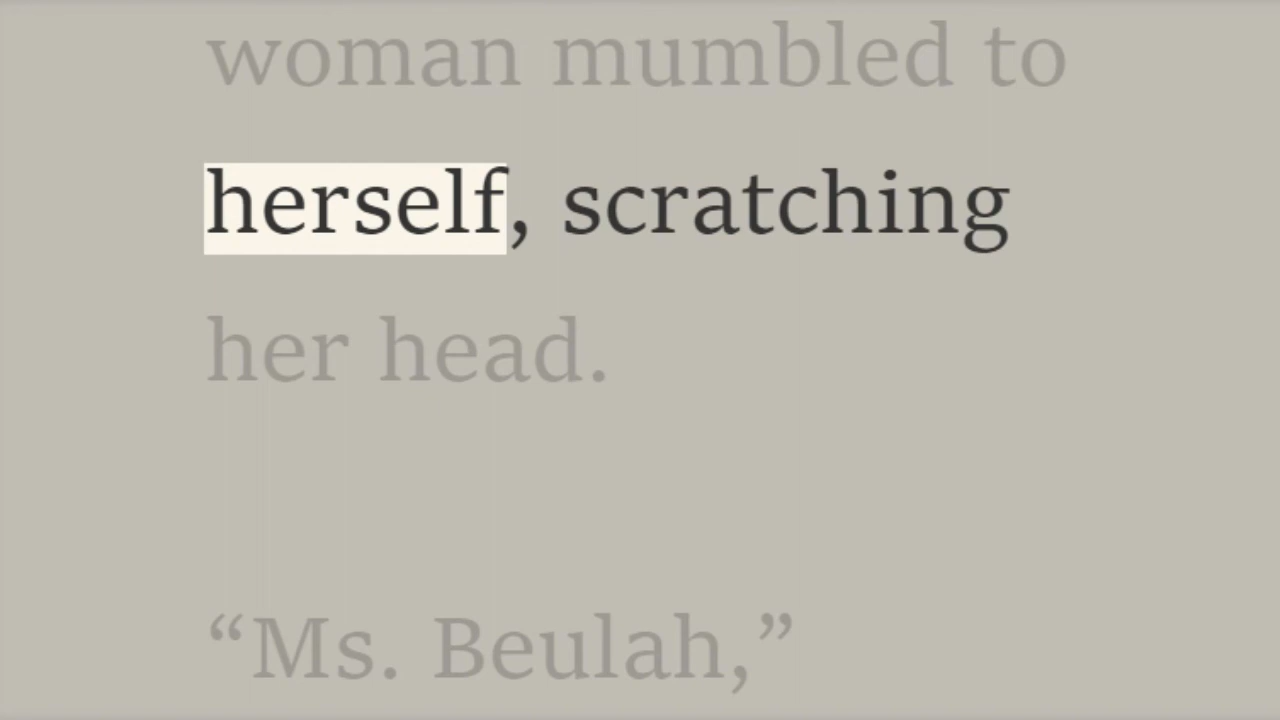 woman mumbled to
herself, scratching
her head.
“Ms. Beulah,”